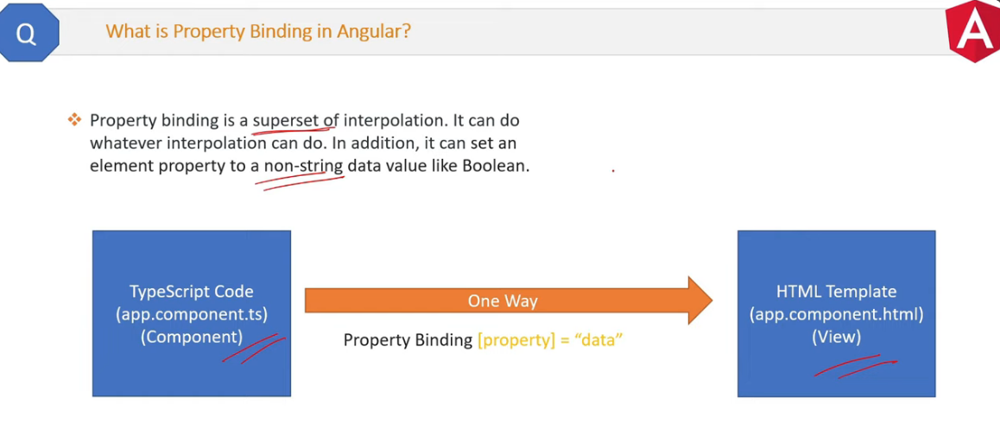 Q
What is Property Binding in Angular?
A
Property binding is a superset of interpolation. It can do
whatever interpolation can do. In addition, it can set an
element property to a non-string data value like Boolean.
TypeScript Code
(app.component.ts)
(Component)
One Way
Property Binding [property] = “data”
HTML Template
(app.component.html)
(View)